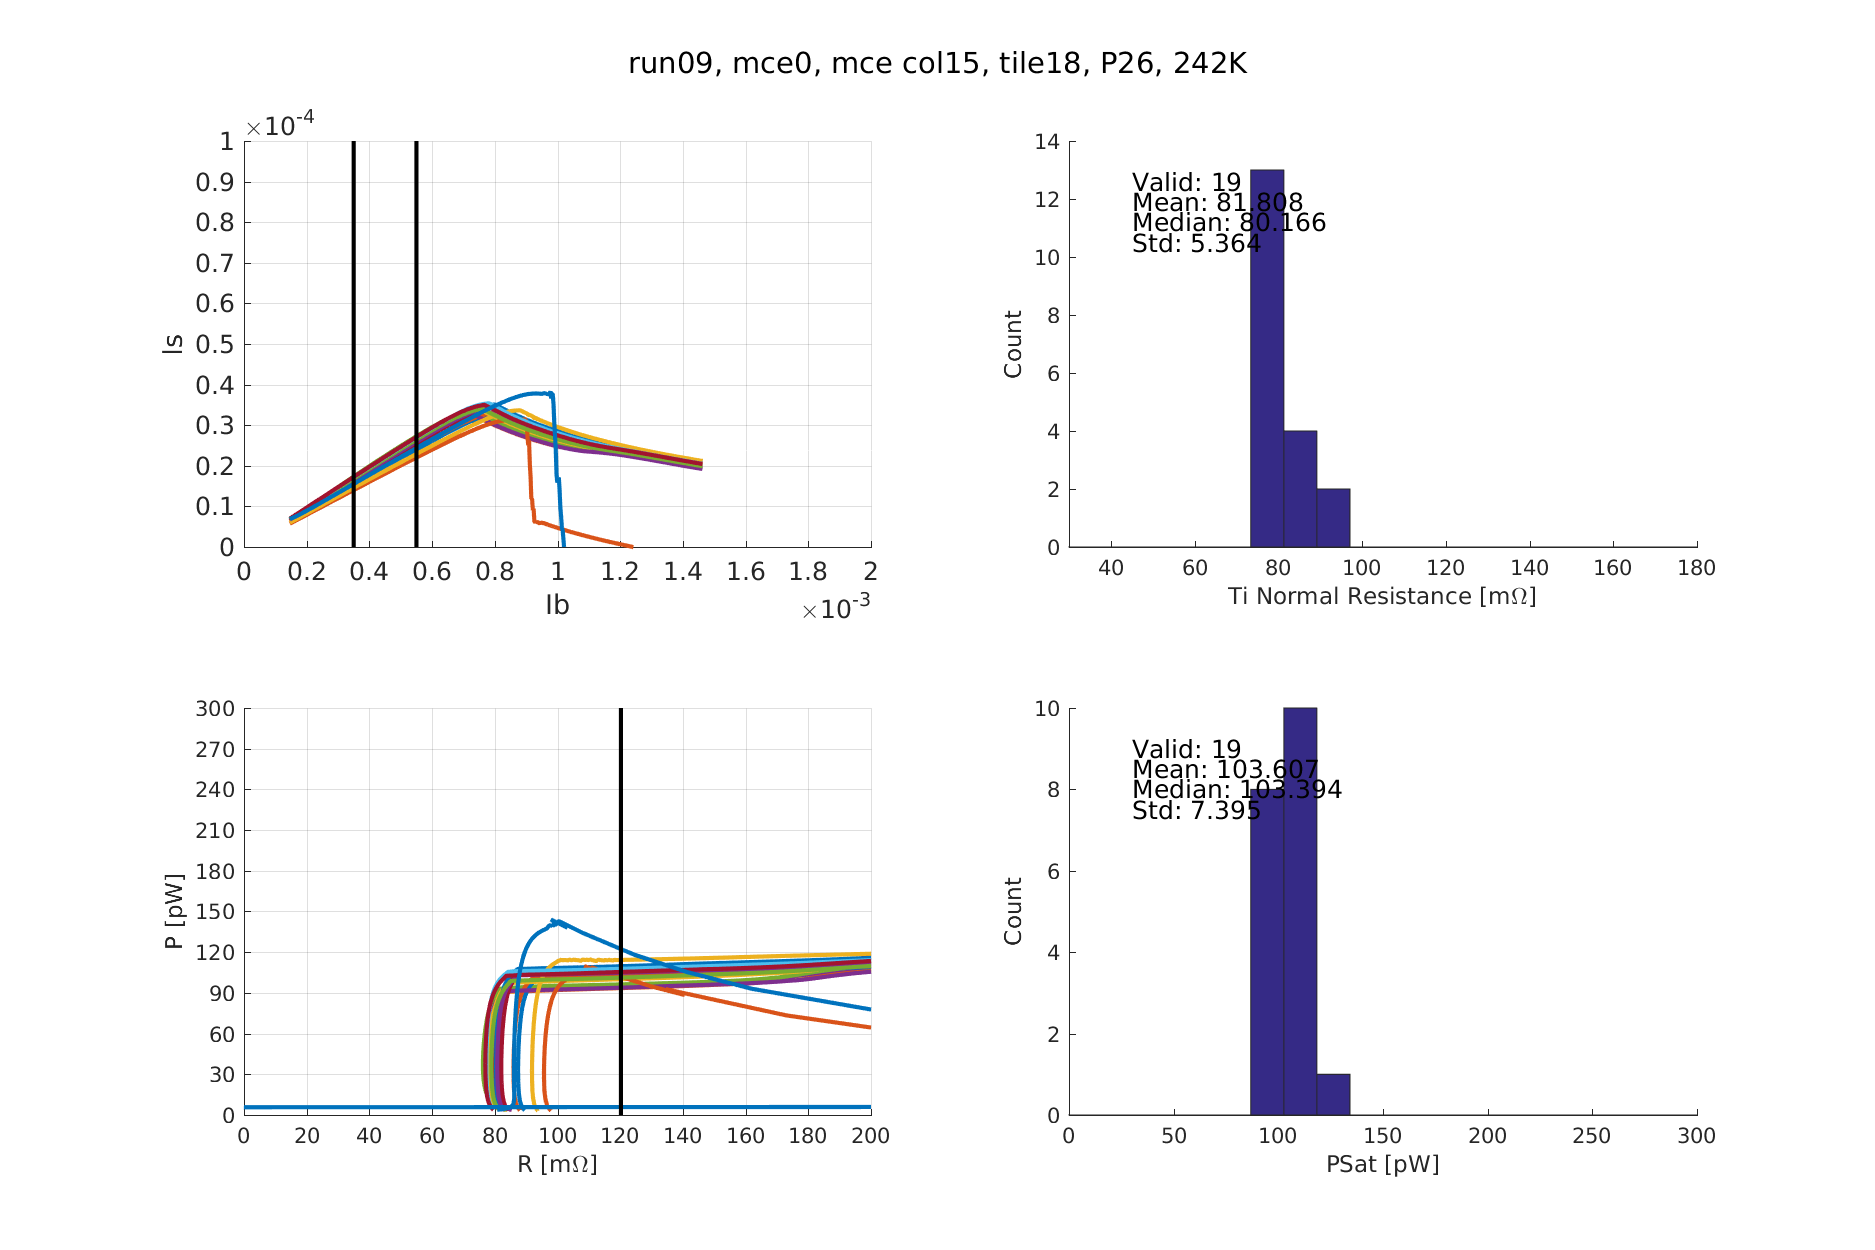 run09, mce0, mce col15, tile18, P26, 242K
×10-4
1
0.9
0.8
0.7
0.6
0.5
0.4
0.3
0.2
0.1
0
Is
0 0.2 0.4 0.6 0.8 1 1.2 1.4 1.6 1.8 2
Ib
×10-3
14
12
10
8
6
4
2
0
Count
Valid: 19
Mean: 81.808
Median: 80.166
Std: 5.364
40 60 80 100 120 140 160 180
Ti Normal Resistance [mΩ]
300
270
240
210
180
150
120
90
60
30
0
P [pW]
0 20 40 60 80 100 120 140 160 180 200
R [mΩ]
10
8
6
4
2
0
Count
Valid: 19
Mean: 103.607
Median: 103.394
Std: 7.395
0 50 100 150 200 250 300
PSat [pW]